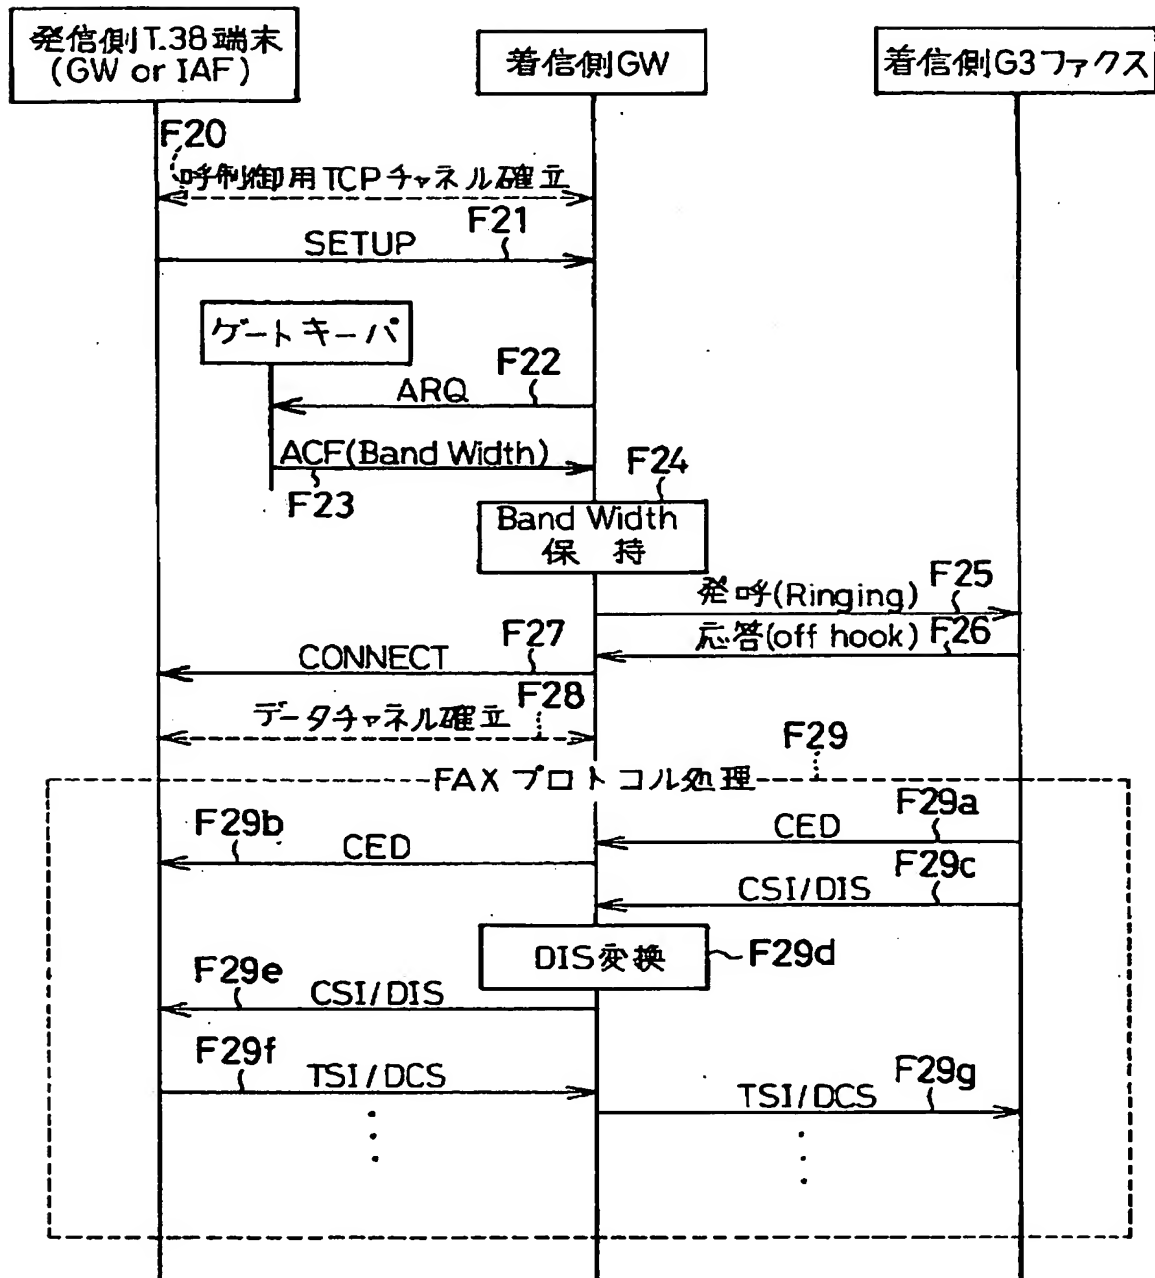 発信側T.38端末
(GW or IAF)
着信側GW
着信側G3ファクス
F20
呼制御用TCPチャネル確立
F21
SETUP
ゲートキーパ
F22
ARQ
ACF(Band Width)
F23
F24
Band Width
保 持
発呼(Ringing)
F25
応答(off hook)
F26
F27
CONNECT
F28
データチャネル確立
F29
FAXプロトコル処理
F29a
CED
F29b
CED
F29c
CSI/DIS
DIS変換
F29d
F29e
CSI/DIS
F29f
TSI/DCS
F29g
TSI/DCS